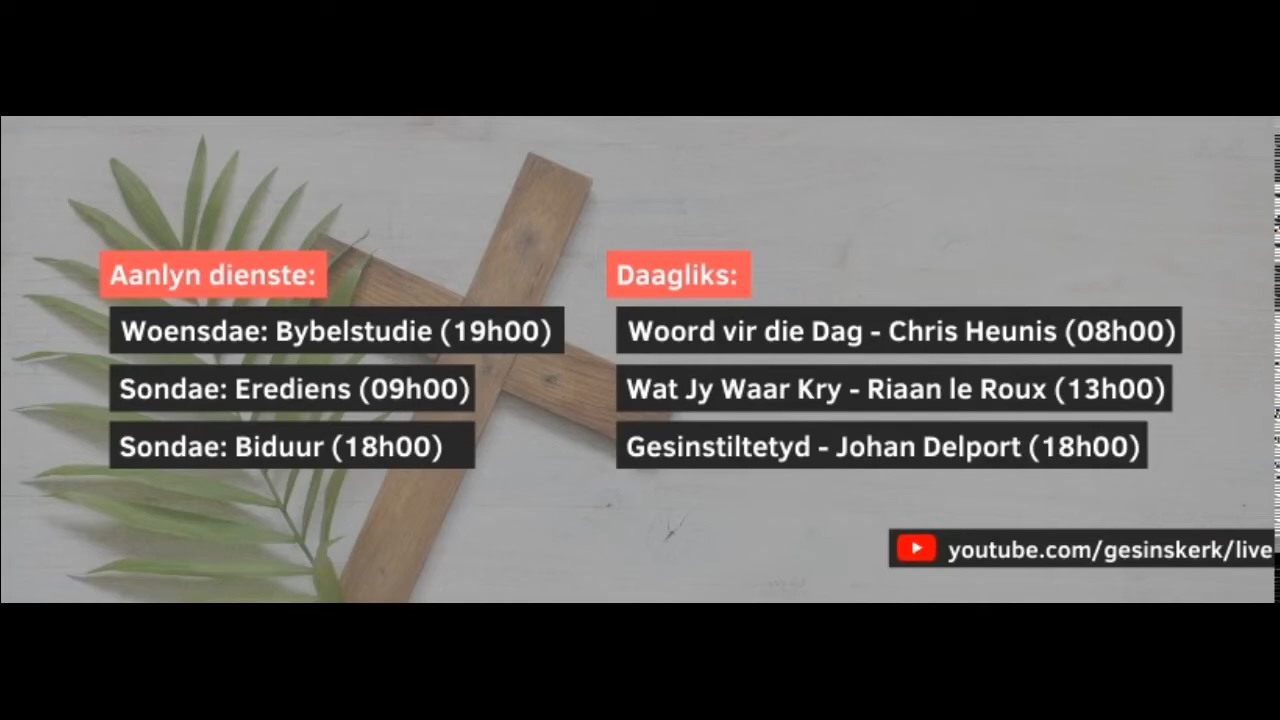 Aanlyn dienste:
Woensdae: Bybelstudie (19h00)
Sondae: Erediens (09h00)
Sondae: Biduur (18h00)
Daagliks:
Woord vir die Dag - Chris Heunis (08h00)
Wat Jy Waar Kry - Riaan le Roux (13h00)
Gesinstiltetyd - Johan Delport (18h00)
youtube.com/gesinskerk/live